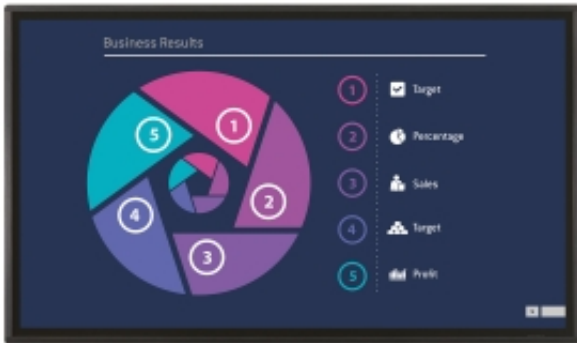 Business Results
1
2
3
4
5
1 Target
2 Percentage
3 Sales
4 Target
5 Profit